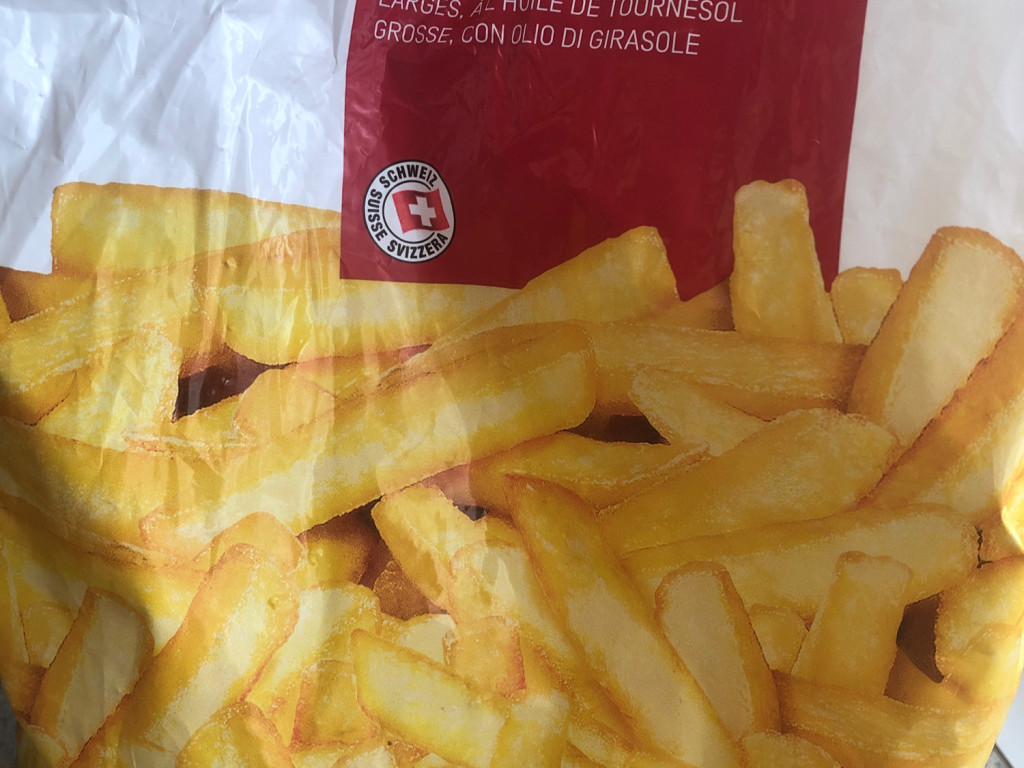 LARGES, À L'HUILE DE TOURNESOL
GROSSE, CON OLIO DI GIRASOLE
SCHWEIZ
SUISSE SVIZZERA